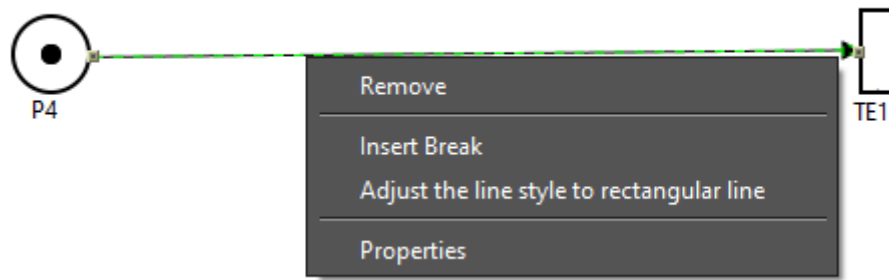 P4
TE1
Remove
Insert Break
Adjust the line style to rectangular line
Properties